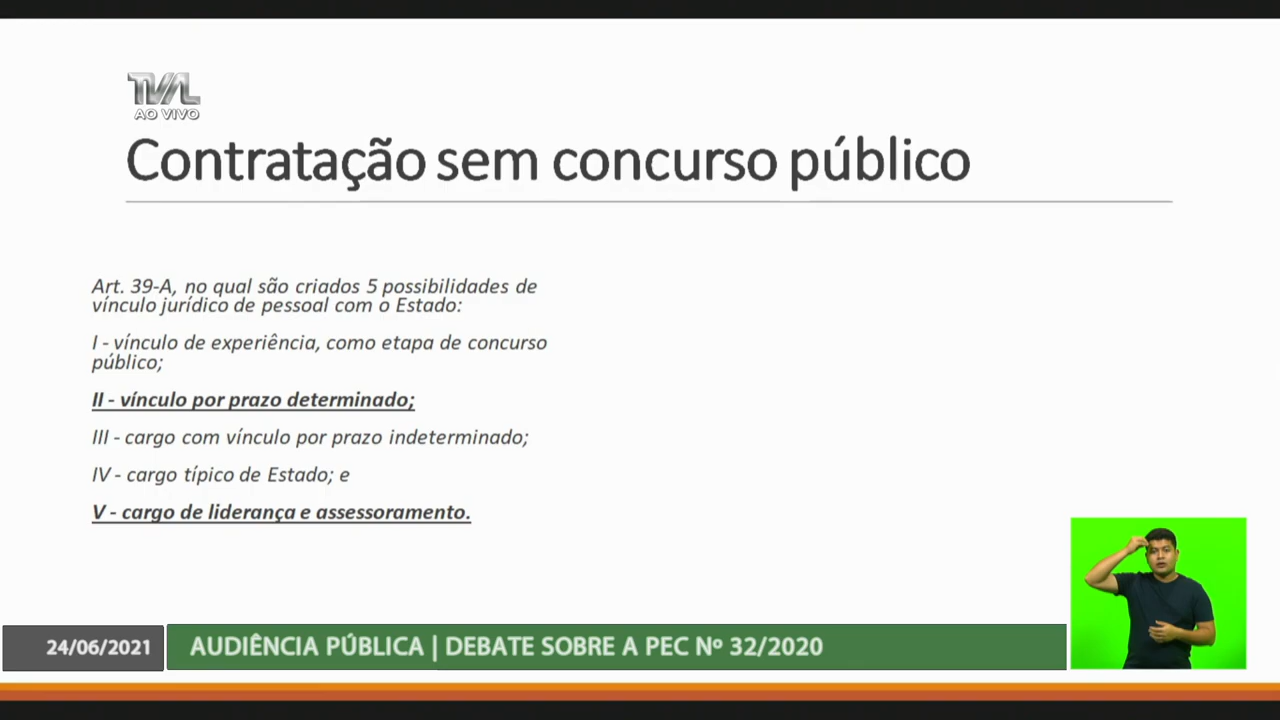 TVAL
AO VIVO
Contratação sem concurso público
Art. 39-A, no qual são criados 5 possibilidades de
vínculo jurídico de pessoal com o Estado:
I - vínculo de experiência, como etapa de concurso
público;
II - vínculo por prazo determinado;
III - cargo com vínculo por prazo indeterminado;
IV - cargo típico de Estado; e
V - cargo de liderança e assessoramento.
24/06/2021
AUDIÊNCIA PÚBLICA | DEBATE SOBRE A PEC Nº 32/2020